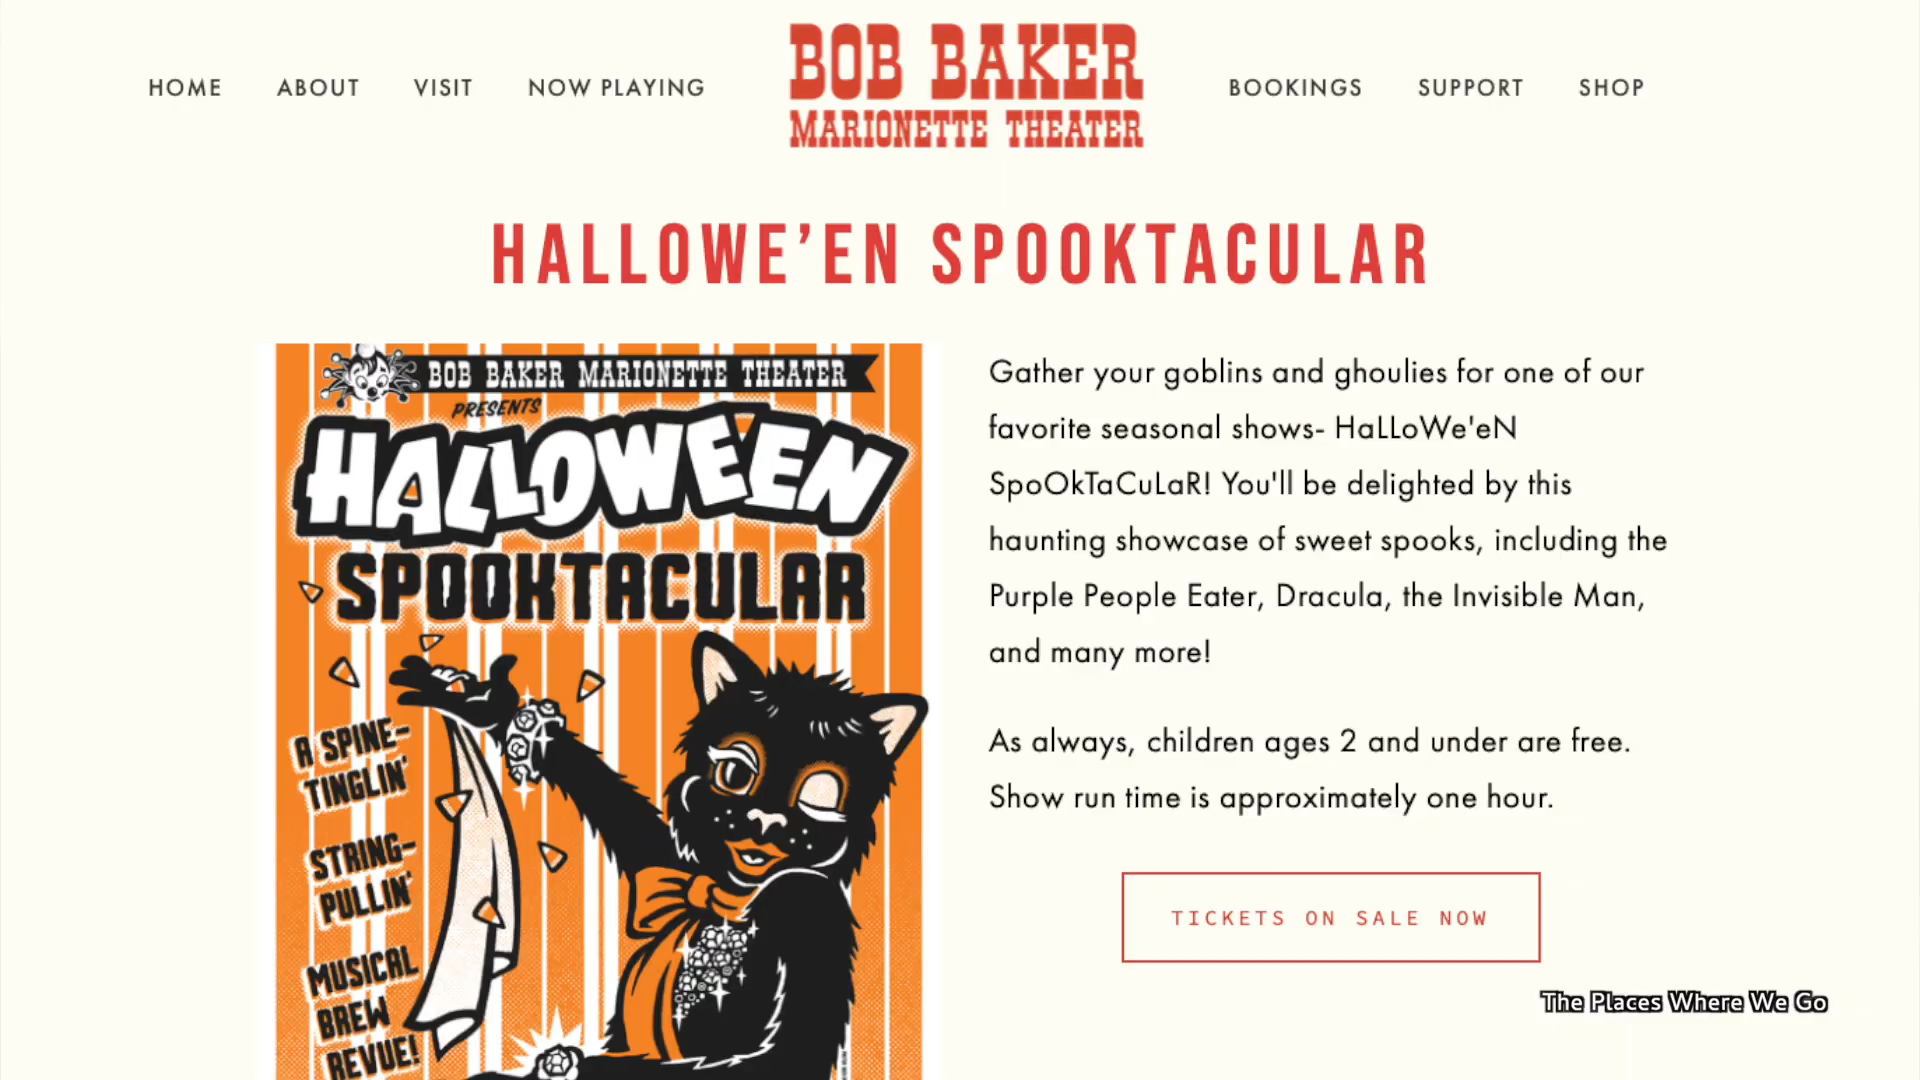 HOME ABOUT VISIT NOW PLAYING
BOB BAKER
MARIONETTE THEATER
BOOKINGS SUPPORT SHOP
HALLOWE’EN SPOOKTACULAR
BOB BAKER MARIONETTE THEATER
PRESENTS
HALLOWE'EN
SPOOKTACULAR
A SPINE-
TINGLIN'
STRING-
PULLIN'
MUSICAL
BREW
REVUE!
Gather your goblins and ghoulies for one of our
favorite seasonal shows- HaLLoWe'eN
SpoOkTaCuLaR! You'll be delighted by this
haunting showcase of sweet spooks, including the
Purple People Eater, Dracula, the Invisible Man,
and many more!
As always, children ages 2 and under are free.
Show run time is approximately one hour.
TICKETS ON SALE NOW
The Places Where We Go